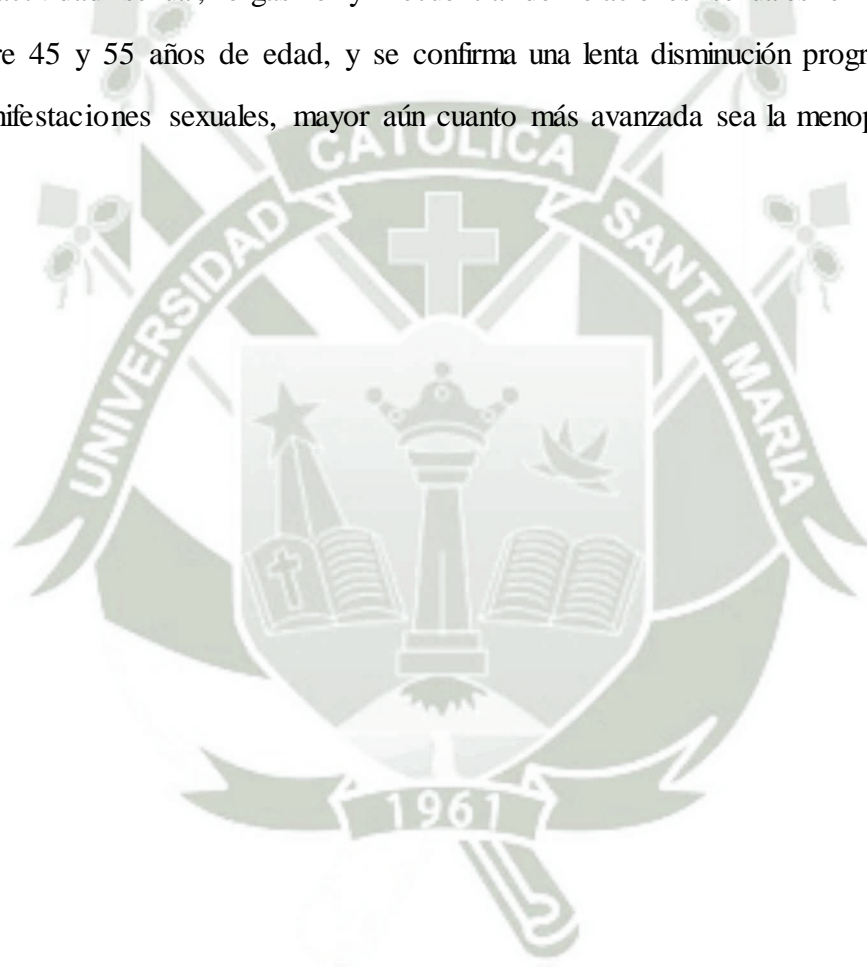 re 45 y 55 años de edad, y se confirma una lenta disminución progr
nifestaciones sexuales, mayor aún cuanto más avanzada sea la menop
CATOLICA
UNIVERSIDAD
SANTA MARIA
1961